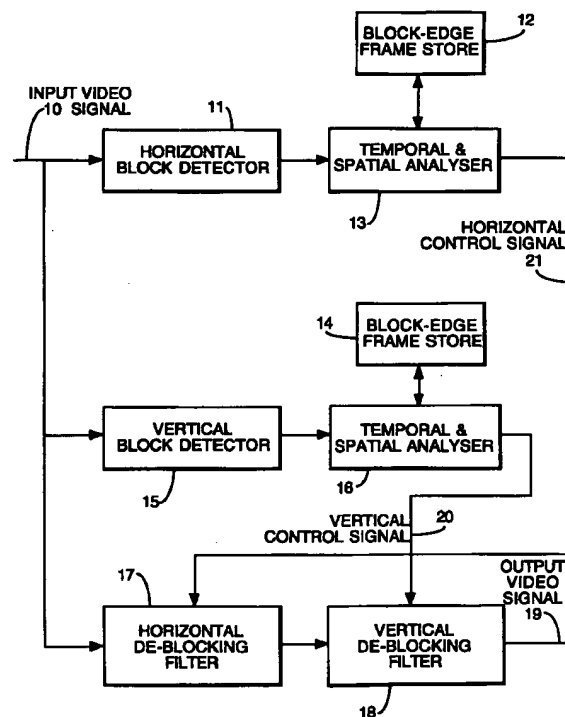 BLOCK-EDGE
FRAME STORE
12
INPUT VIDEO
10 SIGNAL
11
HORIZONTAL
BLOCK DETECTOR
TEMPORAL &
SPATIAL ANALYSER
13
HORIZONTAL
CONTROL SIGNAL
21
14
BLOCK-EDGE
FRAME STORE
VERTICAL
BLOCK DETECTOR
TEMPORAL &
SPATIAL ANALYSER
15
16
VERTICAL
CONTROL SIGNAL
20
17
OUTPUT
VIDEO
SIGNAL
19
HORIZONTAL
DE-BLOCKING
FILTER
VERTICAL
DE-BLOCKING
FILTER
18